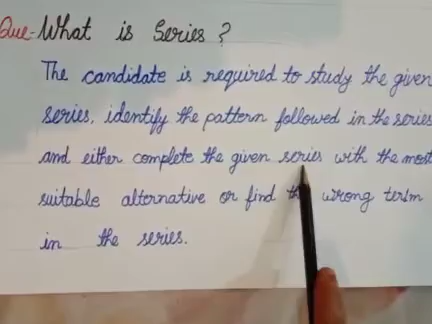 Que- What is Series ?
The candidate is required to study the given
series, identify the pattern followed in the series
and either complete the given series with the most
suitable alternative or find the wrong term
in the series.